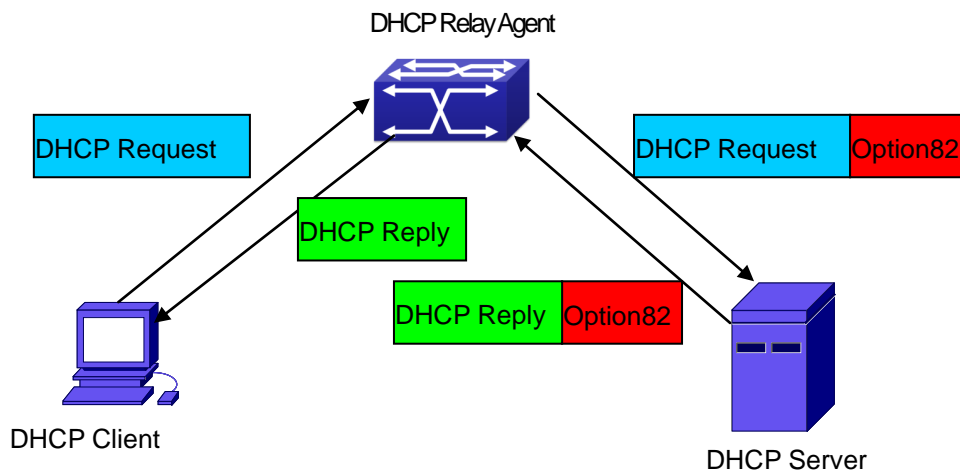 DHCP Relay Agent
DHCP Request
DHCP Request Option82
DHCP Reply
DHCP Reply Option82
DHCP Client
DHCP Server